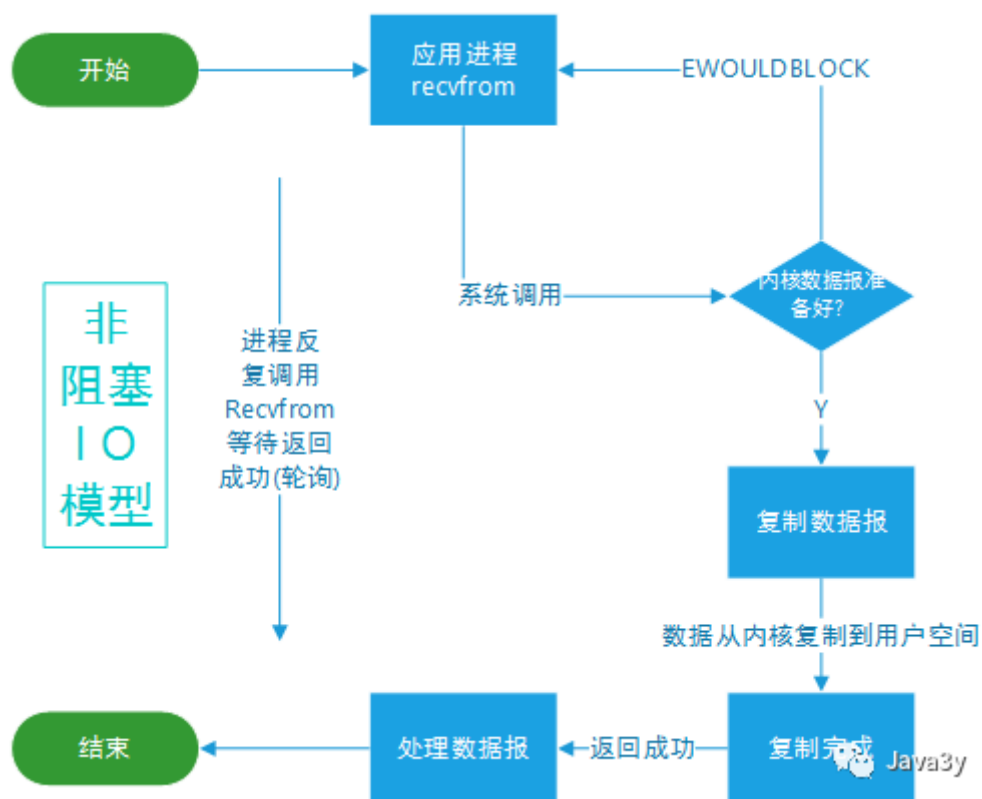 开始
应用进程
recvfrom
EWOULDBLOCK
系统调用
内核数据报准
备好?
非
阻塞
IO
模型
进程反
复调用
Recvfrom
等待返回
成功(轮询)
Y
复制数据报
数据从内核复制到用户空间
结束
处理数据报
返回成功
复制完成
Java3y